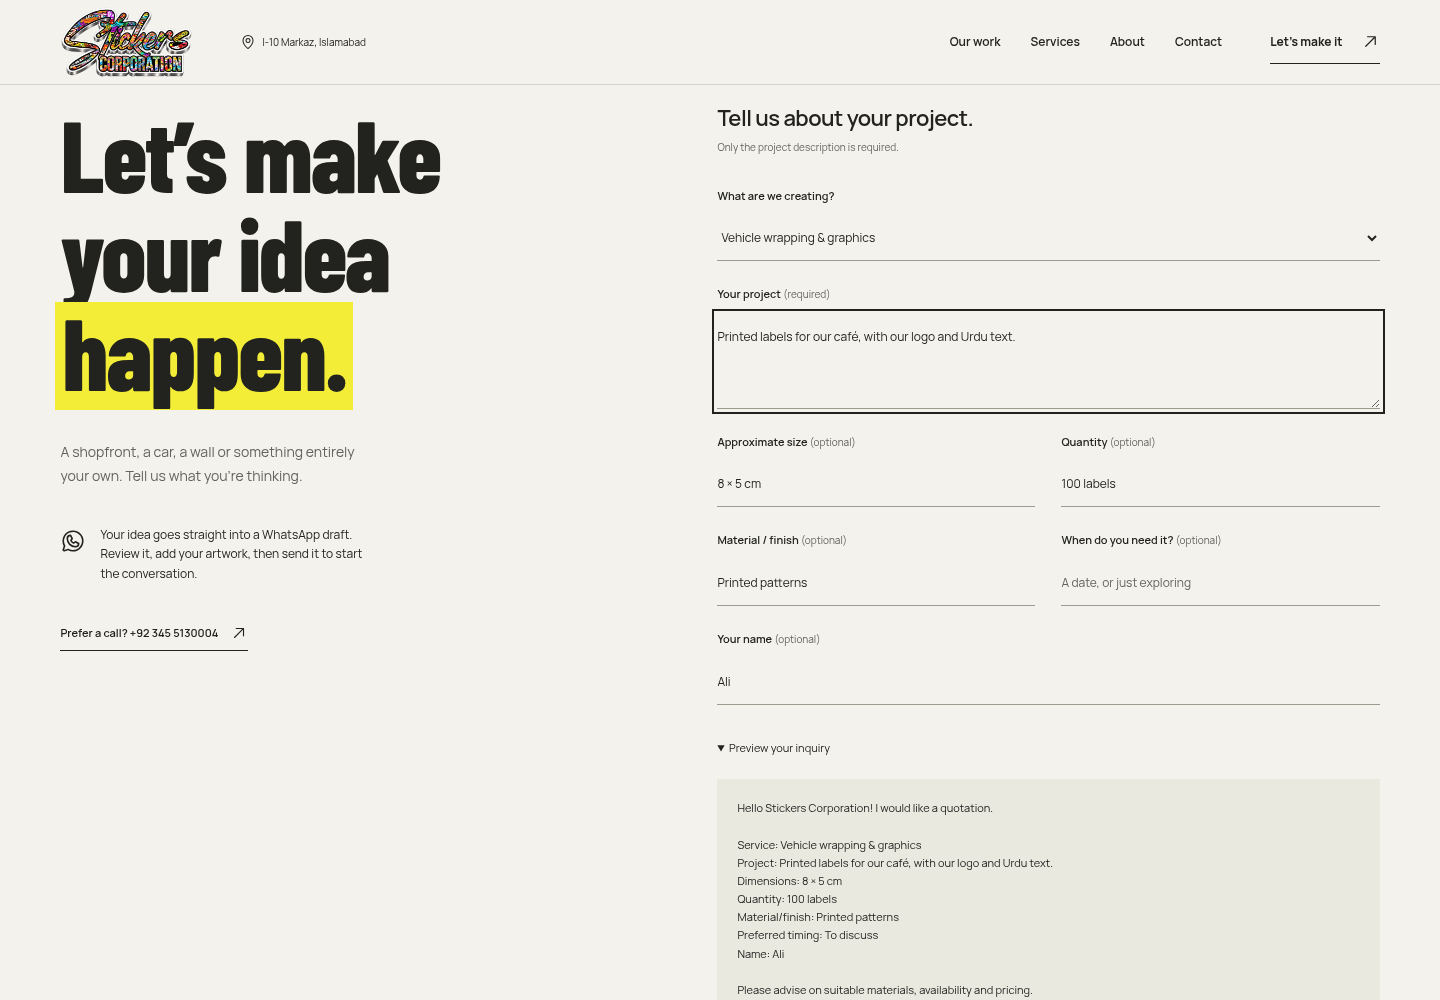 Stickers
CORPORATION
I-10 Markaz, Islamabad
Our work
Services
About
Contact
Let's make it
Let's make
your idea
happen.
A shopfront, a car, a wall or something entirely
your own. Tell us what you're thinking.
Your idea goes straight into a WhatsApp draft.
Review it, add your artwork, then send it to start
the conversation.
Prefer a call? +92 345 5130004
Tell us about your project.
Only the project description is required.
What are we creating?
Vehicle wrapping & graphics
Your project (required)
Printed labels for our café, with our logo and Urdu text.
Approximate size (optional)
Quantity (optional)
8 × 5 cm
100 labels
Material / finish (optional)
When do you need it? (optional)
Printed patterns
A date, or just exploring
Your name (optional)
Ali
Preview your inquiry
Hello Stickers Corporation! I would like a quotation.
Service: Vehicle wrapping & graphics
Project: Printed labels for our café, with our logo and Urdu text.
Dimensions: 8 × 5 cm
Quantity: 100 labels
Material/finish: Printed patterns
Preferred timing: To discuss
Name: Ali
Please advise on suitable materials, availability and pricing.